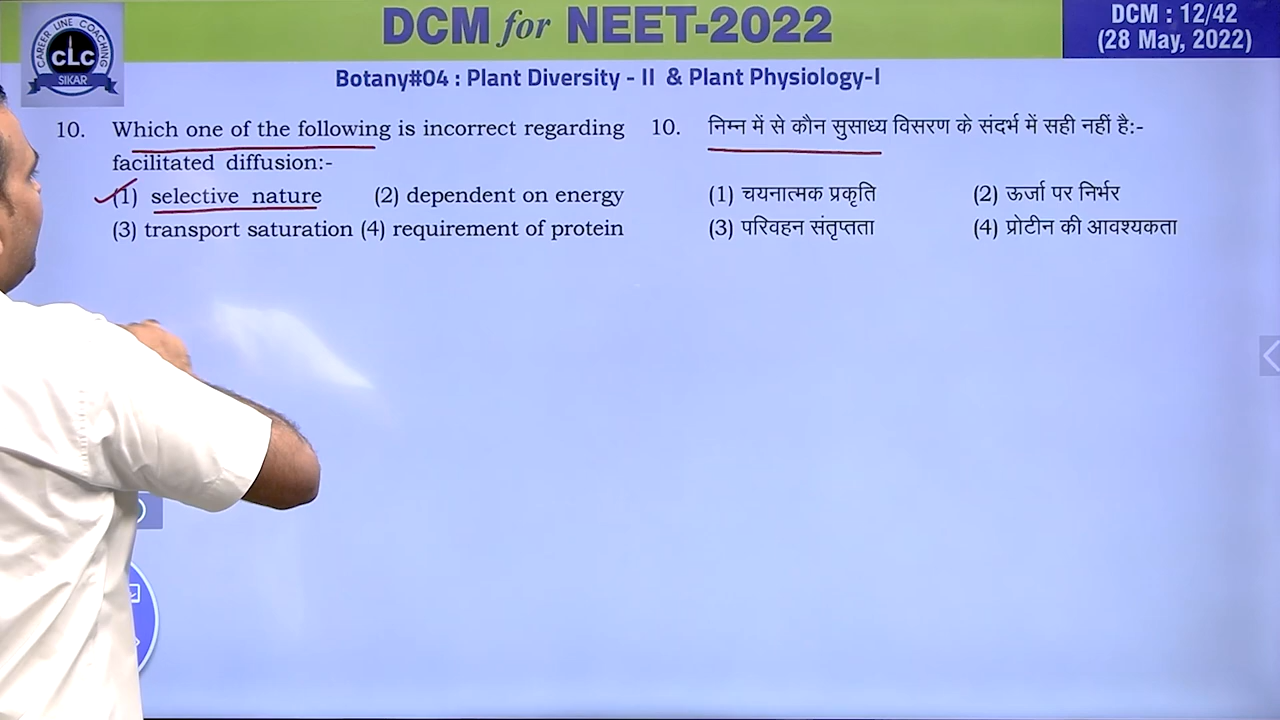 DCM for NEET-2022
DCM : 12/42
(28 May, 2022)
CAREER LINE COACHING
CLC
SIKAR
Botany#04 : Plant Diversity - II & Plant Physiology-I
10. Which one of the following is incorrect regarding
facilitated diffusion:-
(1) selective nature (2) dependent on energy
(3) transport saturation (4) requirement of protein
10. निम्न में से कौन सुसाध्य विसरण के संदर्भ में सही नहीं है:-
(1) चयनात्मक प्रकृति (2) ऊर्जा पर निर्भर
(3) परिवहन संतृप्तता (4) प्रोटीन की आवश्यकता